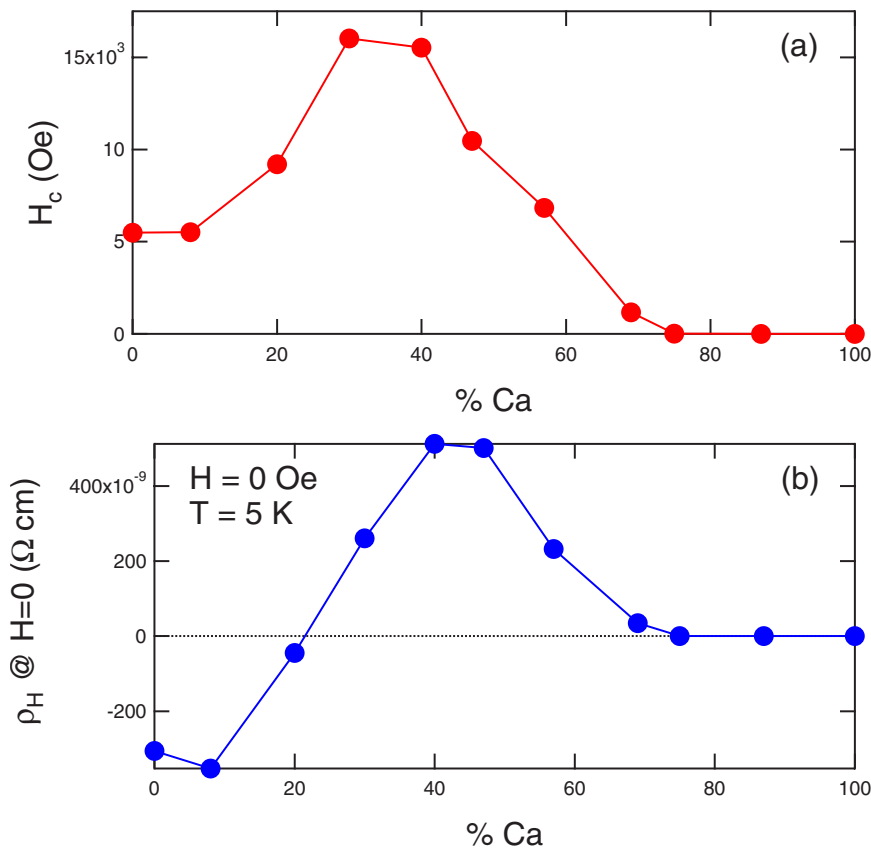 (a)
15x10³
10
5
0
H_c (Oe)
0 20 40 60 80 100
% Ca
(b)
H = 0 Oe
T = 5 K
400x10⁻⁹
200
0
-200
ρ_H @ H=0 (Ω cm)
0 20 40 60 80 100
% Ca